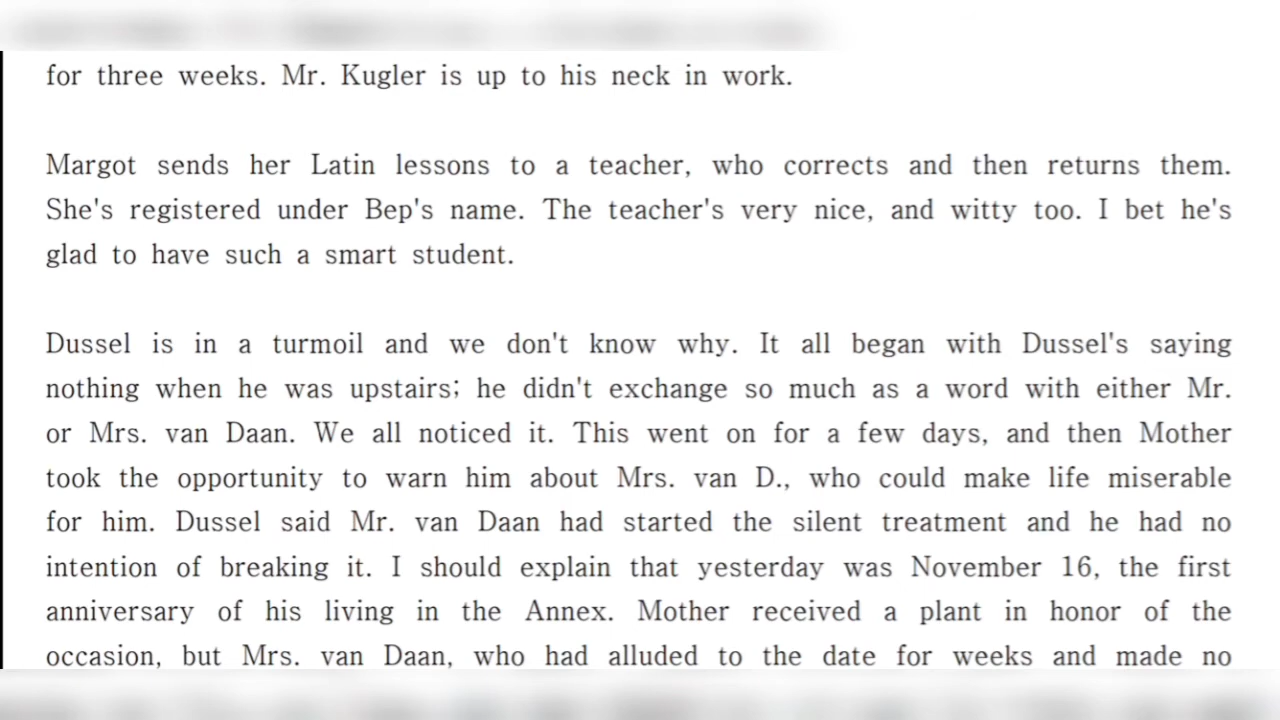 for three weeks. Mr. Kugler is up to his neck in work.
Margot sends her Latin lessons to a teacher, who corrects and then returns them.
She's registered under Bep's name. The teacher's very nice, and witty too. I bet he's
glad to have such a smart student.
Dussel is in a turmoil and we don't know why. It all began with Dussel's saying
nothing when he was upstairs; he didn't exchange so much as a word with either Mr.
or Mrs. van Daan. We all noticed it. This went on for a few days, and then Mother
took the opportunity to warn him about Mrs. van D., who could make life miserable
for him. Dussel said Mr. van Daan had started the silent treatment and he had no
intention of breaking it. I should explain that yesterday was November 16, the first
anniversary of his living in the Annex. Mother received a plant in honor of the
occasion, but Mrs. van Daan, who had alluded to the date for weeks and made no